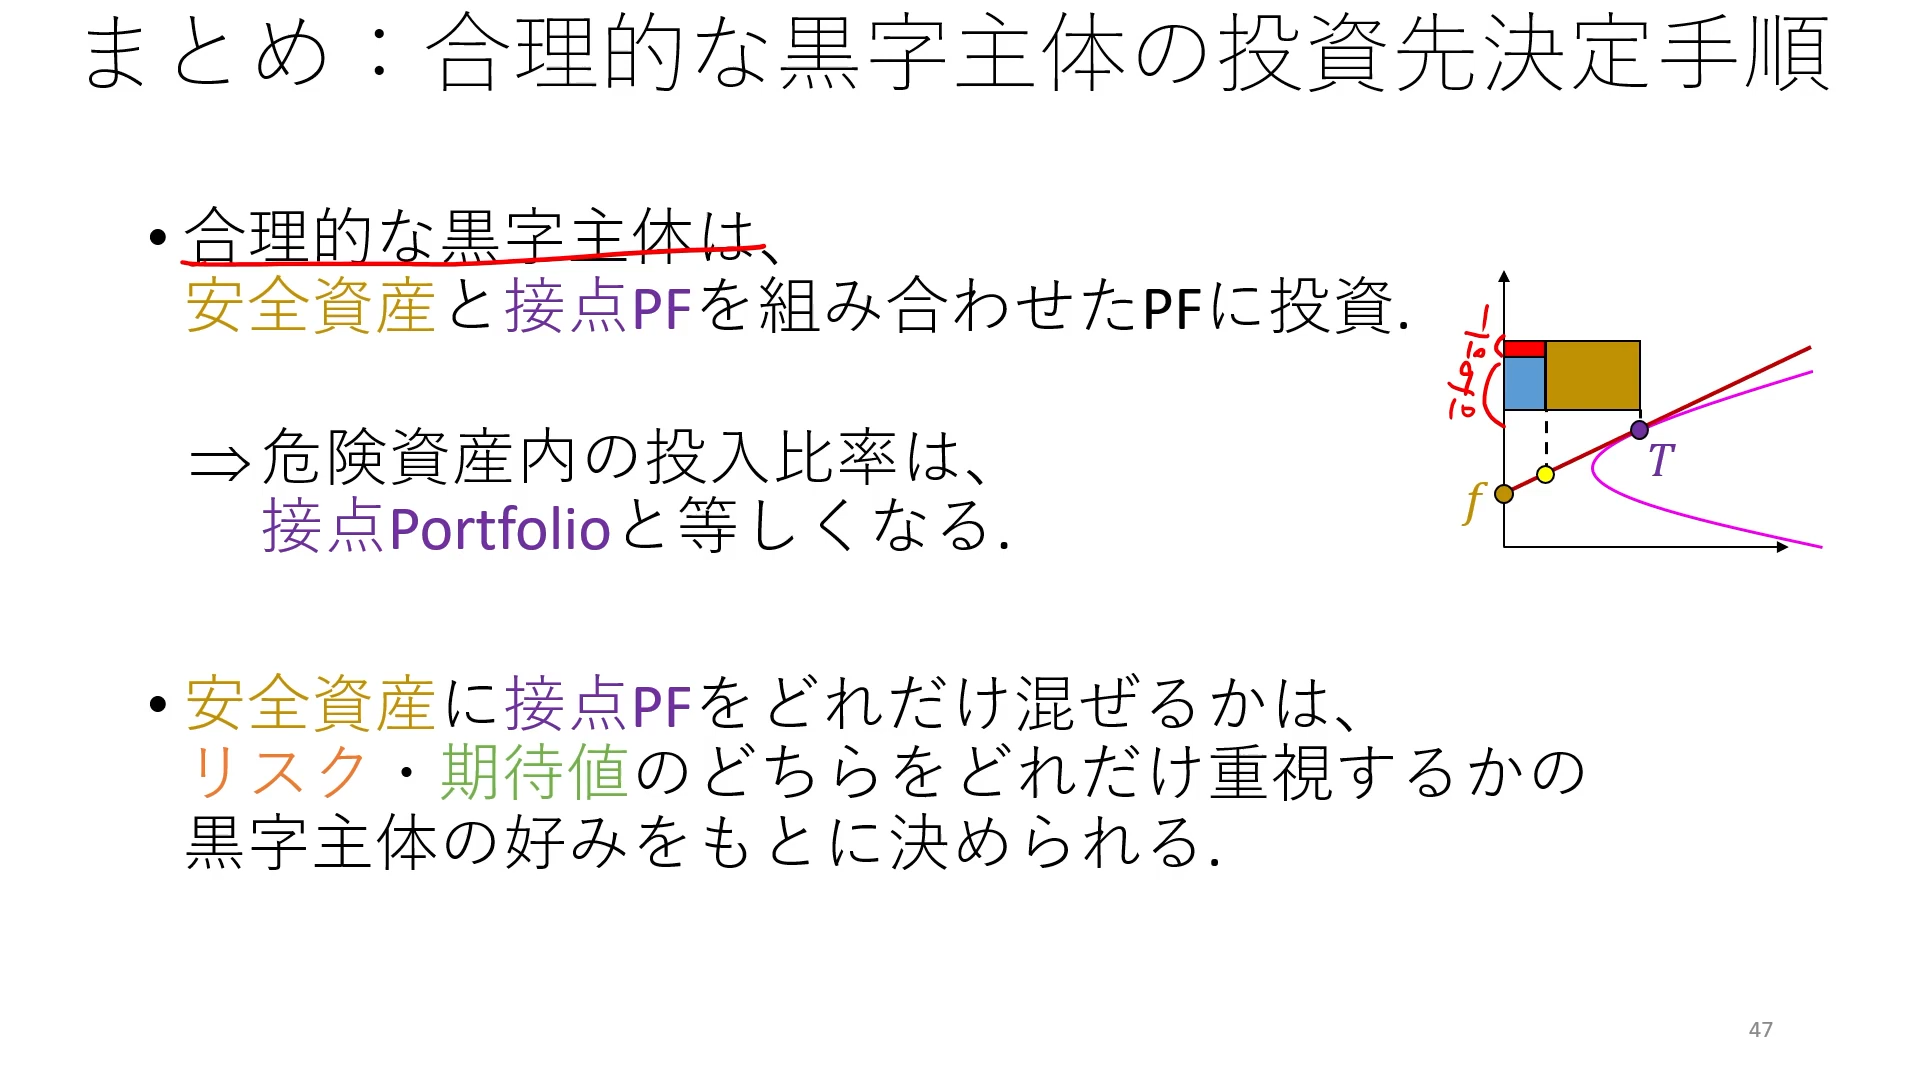 まとめ：合理的な黒字主体の投資先決定手順
•合理的な黒字主体は、
安全資産と接点PFを組み合わせたPFに投資.
⇒危険資産内の投入比率は、
接点Portfolioと等しくなる.
T
f
•安全資産に接点PFをどれだけ混ぜるかは、
リスク・期待値のどちらをどれだけ重視するかの
黒字主体の好みをもとに決められる.
47